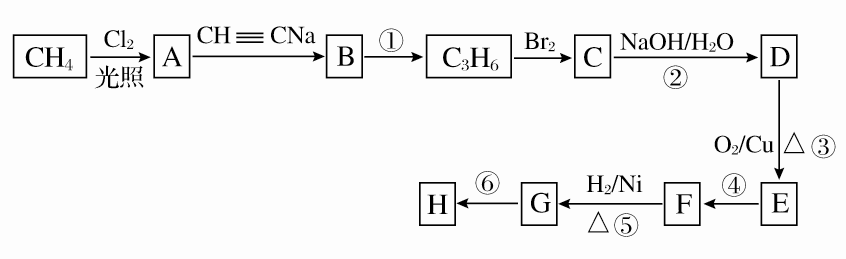 CH₄ Cl₂ 光照 A CH≡CNa B ① C₃H₆ Br₂ C NaOH/H₂O ② D
O₂/Cu △ ③
H ⑥ G H₂/Ni △ ⑤ F ④ E